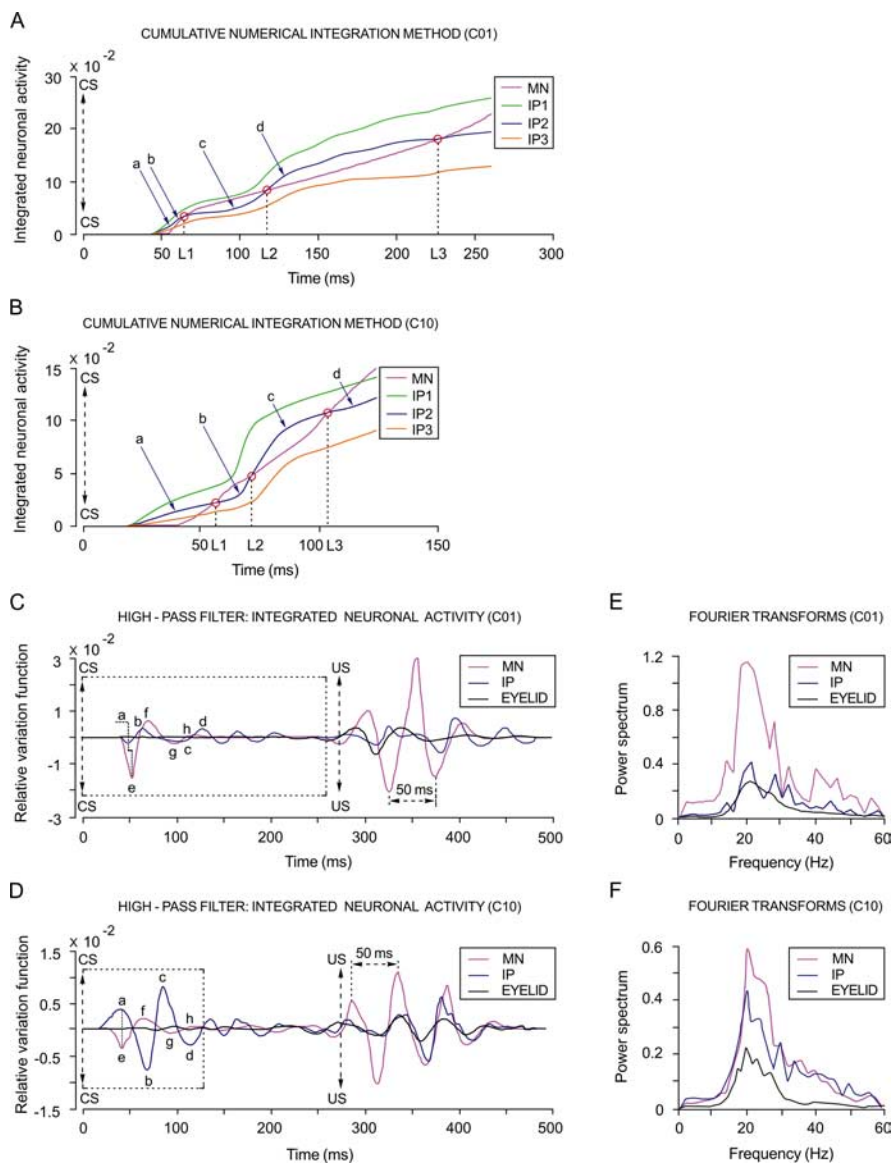 A
CUMULATIVE NUMERICAL INTEGRATION METHOD (C01)
x 10-2
Integrated neuronal activity
30
20
10
0
CS
CS
a
b
c
d
MN
IP1
IP2
IP3
0
50
L1
100
L2
150
200
L3
250
300
Time (ms)
B
CUMULATIVE NUMERICAL INTEGRATION METHOD (C10)
x 10-2
Integrated neuronal activity
15
10
5
0
CS
CS
a
b
c
d
MN
IP1
IP2
IP3
0
50
L1
L2
100
L3
150
Time (ms)
C
HIGH - PASS FILTER: INTEGRATED NEURONAL ACTIVITY (C01)
x 10-2
Relative variation function
3
1
-1
-3
CS
CS
a
b
f
h
d
g
c
e
US
US
50 ms
MN
IP
EYELID
0
100
200
300
400
500
Time (ms)
E
FOURIER TRANSFORMS (C01)
Power spectrum
1.2
0.8
0.4
0
MN
IP
EYELID
0
20
40
60
Frequency (Hz)
D
HIGH - PASS FILTER: INTEGRATED NEURONAL ACTIVITY (C10)
x 10-2
Relative variation function
1.5
0.5
-0.5
-1.5
CS
CS
a
f
c
h
e
g
d
b
US
US
50 ms
MN
IP
EYELID
0
100
200
300
400
500
Time (ms)
F
FOURIER TRANSFORMS (C10)
Power spectrum
0.6
0.4
0.2
0
MN
IP
EYELID
0
20
40
60
Frequency (Hz)